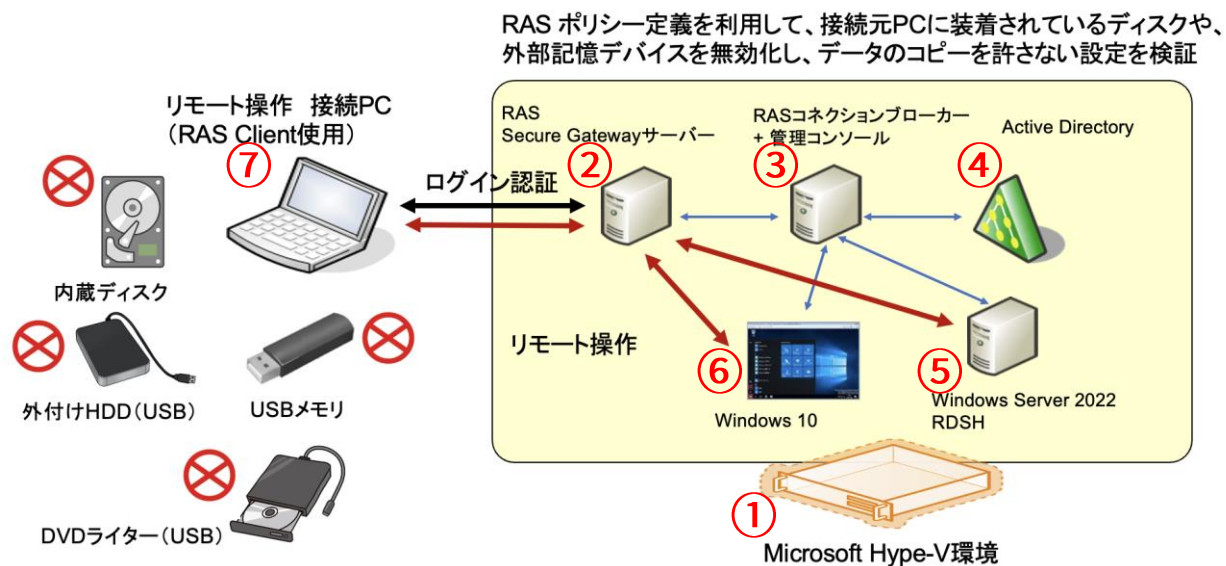 RAS ポリシー定義を利用して、接続元PCに装着されているディスクや、
外部記憶デバイスを無効化し、データのコピーを許さない設定を検証
リモート操作 接続PC
（RAS Client使用）
⑦
RAS
Secure Gatewayサーバー
②
RASコネクションブローカー
+ 管理コンソール
③
Active Directory
④
ログイン認証
内蔵ディスク
外付けHDD（USB）
USBメモリ
DVDライター（USB）
リモート操作
⑥
Windows 10
⑤
Windows Server 2022
RDSH
①
Microsoft Hype-V環境